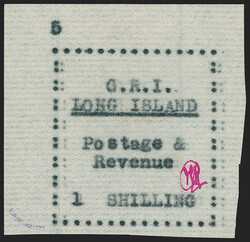 5
G.R.I.
LONG ISLAND
Postage &
Revenue
1 SHILLING